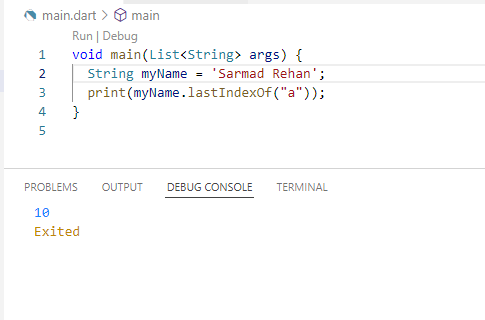 main.dart > main
Run | Debug
1 void main(List<String> args) {
2 String myName = 'Sarmad Rehan';
3 print(myName.lastIndexOf("a"));
4 }
5
PROBLEMS OUTPUT DEBUG CONSOLE TERMINAL
10
Exited